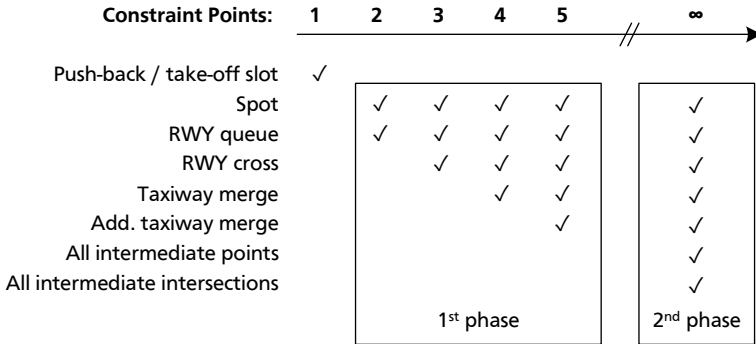 Constraint Points: 1 2 3 4 5 ∞
Push-back / take-off slot ✓
Spot ✓ ✓ ✓ ✓ ✓
RWY queue ✓ ✓ ✓ ✓ ✓
RWY cross ✓ ✓ ✓ ✓
Taxiway merge ✓ ✓ ✓
Add. taxiway merge ✓ ✓
All intermediate points ✓
All intermediate intersections ✓
1st phase 2nd phase